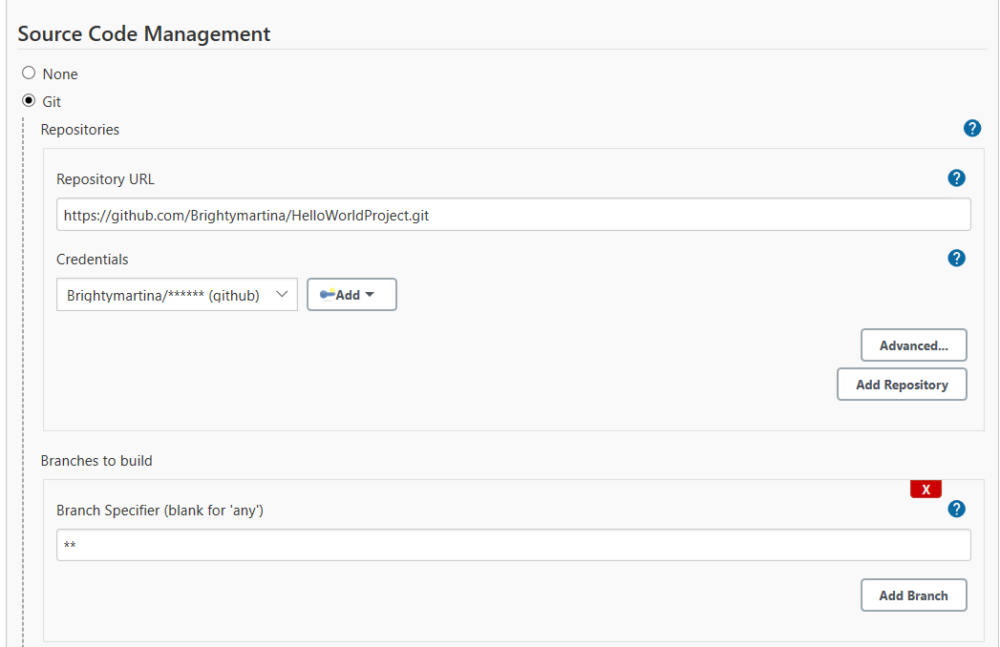 Source Code Management
None
Git
Repositories
?
Repository URL
?
https://github.com/Brightymartina/HelloWorldProject.git
Credentials
?
Brightymartina/****** (github)
Add
Advanced...
Add Repository
Branches to build
X
Branch Specifier (blank for 'any')
?
**
Add Branch